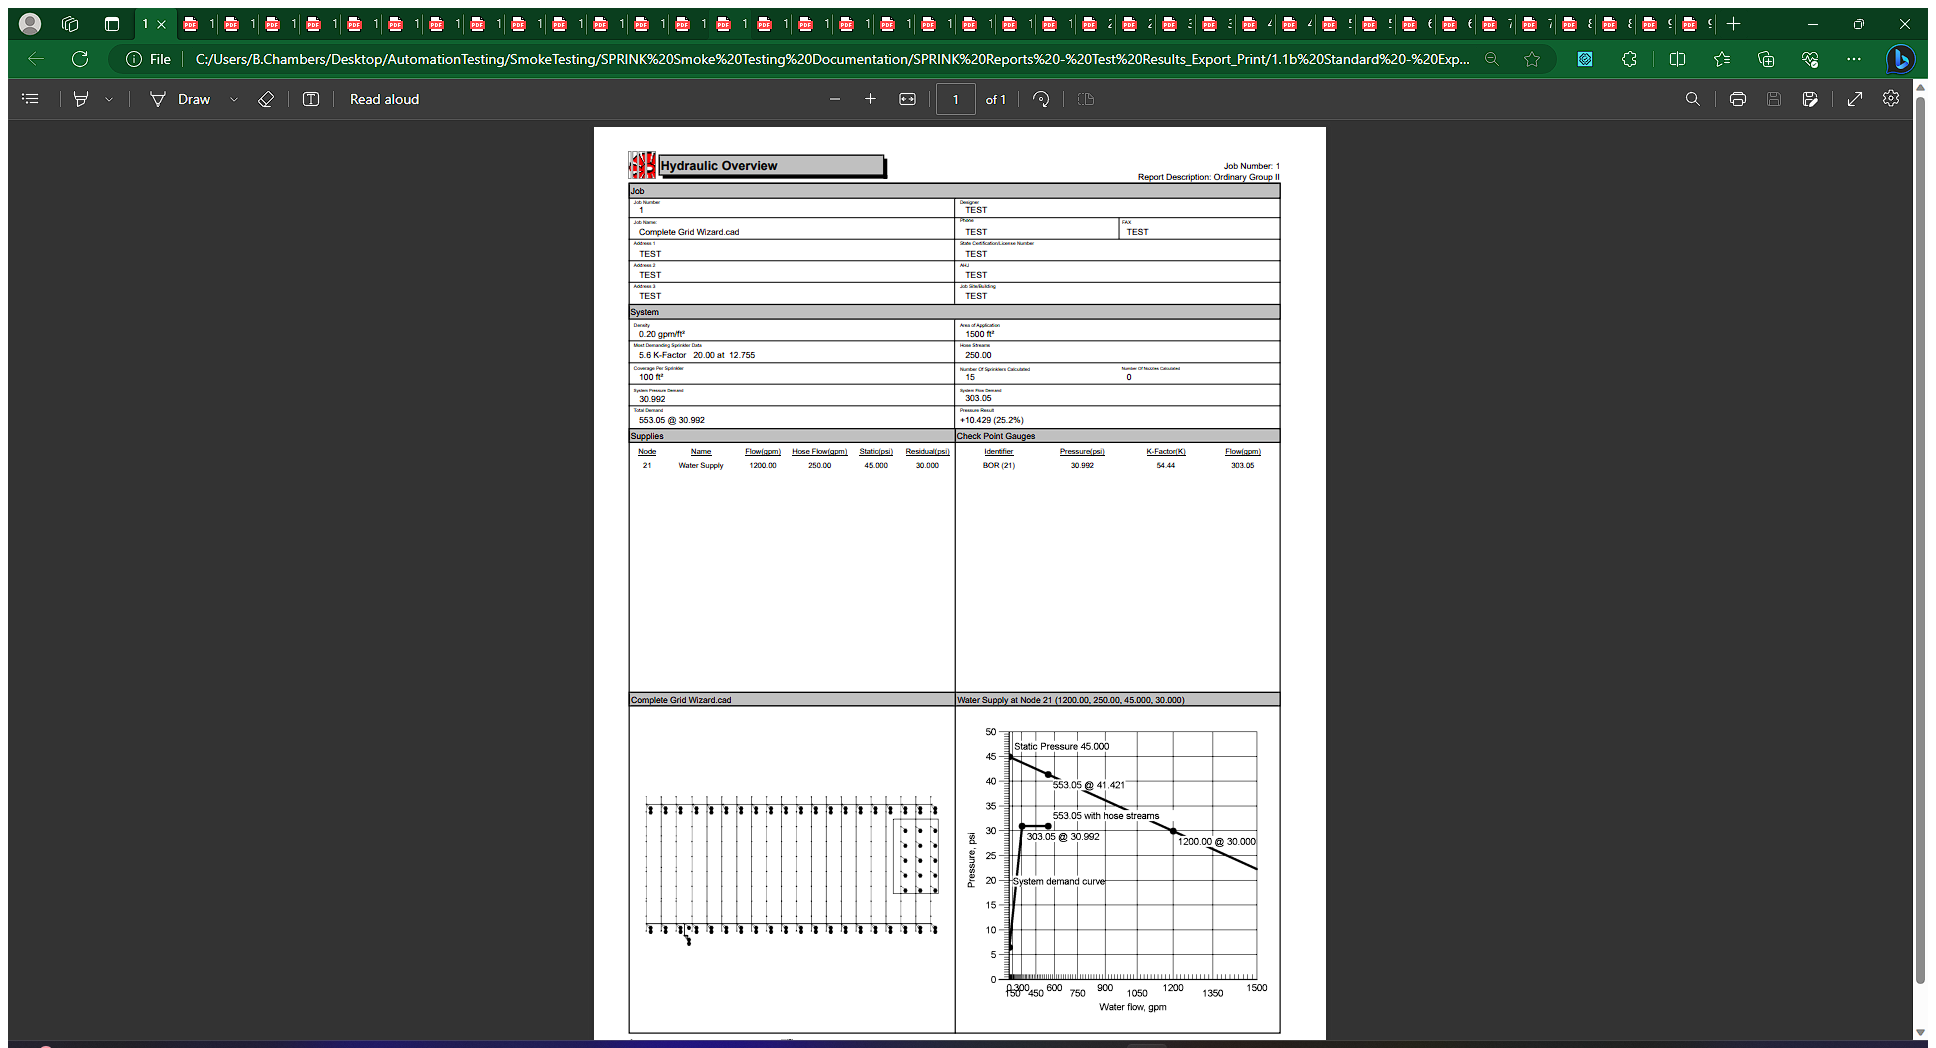 File
C:/Users/B.Chambers/Desktop/AutomationTesting/SmokeTesting/SPRINK%20Smoke%20Testing%20Documentation/SPRINK%20Reports%20-%20Test%20Results_Export_Print/1.1b%20Standard%20-%20Exp...
Draw
Read aloud
1
of 1
Hydraulic Overview
Job Number: 1
Report Description: Ordinary Group II
Job
Job Number
1
Designer
TEST
Job Name:
Complete Grid Wizard.cad
Phone
TEST
FAX
TEST
Address 1
TEST
State Certification/License Number
TEST
Address 2
TEST
AHJ
TEST
Address 3
TEST
Job Site/Building
TEST
System
Density
0.20 gpm/ft²
Area of Application
1500 ft²
Most Demanding Sprinkler Data
5.6 K-Factor 20.00 at 12.755
Hose Streams
250.00
Coverage Per Sprinkler
100 ft²
Number Of Sprinklers Calculated
15
Number Of Nozzles Calculated
0
System Pressure Demand
30.992
System Flow Demand
303.05
Total Demand
553.05 @ 30.992
Pressure Result
+10.429 (25.2%)
Supplies
Node Name Flow(gpm) Hose Flow(gpm) Static(psi) Residual(psi)
21 Water Supply 1200.00 250.00 45.000 30.000
Check Point Gauges
Identifier Pressure(psi) K-Factor(K) Flow(gpm)
BOR (21) 30.992 54.44 303.05
Complete Grid Wizard.cad
Water Supply at Node 21 (1200.00, 250.00, 45.000, 30.000)
50
Static Pressure 45.000
45
40
553.05 @ 41.421
35
553.05 with hose streams
30
303.05 @ 30.992
1200.00 @ 30.000
25
20
System demand curve
15
10
5
0
Pressure, psi
0 300 600 900 1200 1500
150 450 750 1050 1350
Water flow, gpm